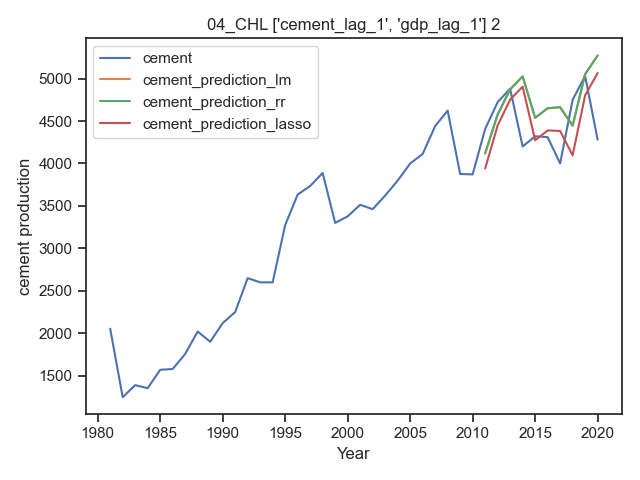 04_CHL ['cement_lag_1', 'gdp_lag_1'] 2
cement
cement_prediction_lm
cement_prediction_rr
cement_prediction_lasso
cement production
5000
4500
4000
3500
3000
2500
2000
1500
1980 1985 1990 1995 2000 2005 2010 2015 2020
Year